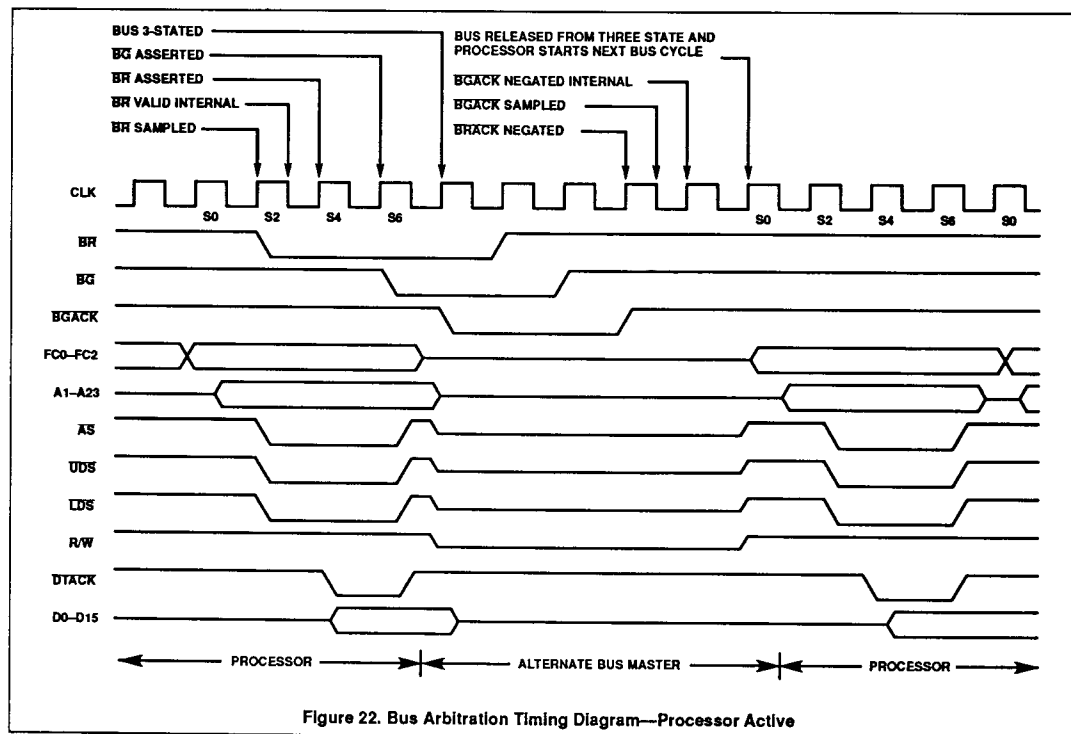 BUS 3-STATED
BG ASSERTED
BR ASSERTED
BR VALID INTERNAL
BR SAMPLED
BUS RELEASED FROM THREE STATE AND
PROCESSOR STARTS NEXT BUS CYCLE
BGACK NEGATED INTERNAL
BGACK SAMPLED
BRACK NEGATED
CLK
S0 S2 S4 S6 S0 S2 S4 S6 S0
BR
BG
BGACK
FC0–FC2
A1–A23
AS
UDS
LDS
R/W
DTACK
D0–D15
PROCESSOR ALTERNATE BUS MASTER PROCESSOR
Figure 22. Bus Arbitration Timing Diagram—Processor Active